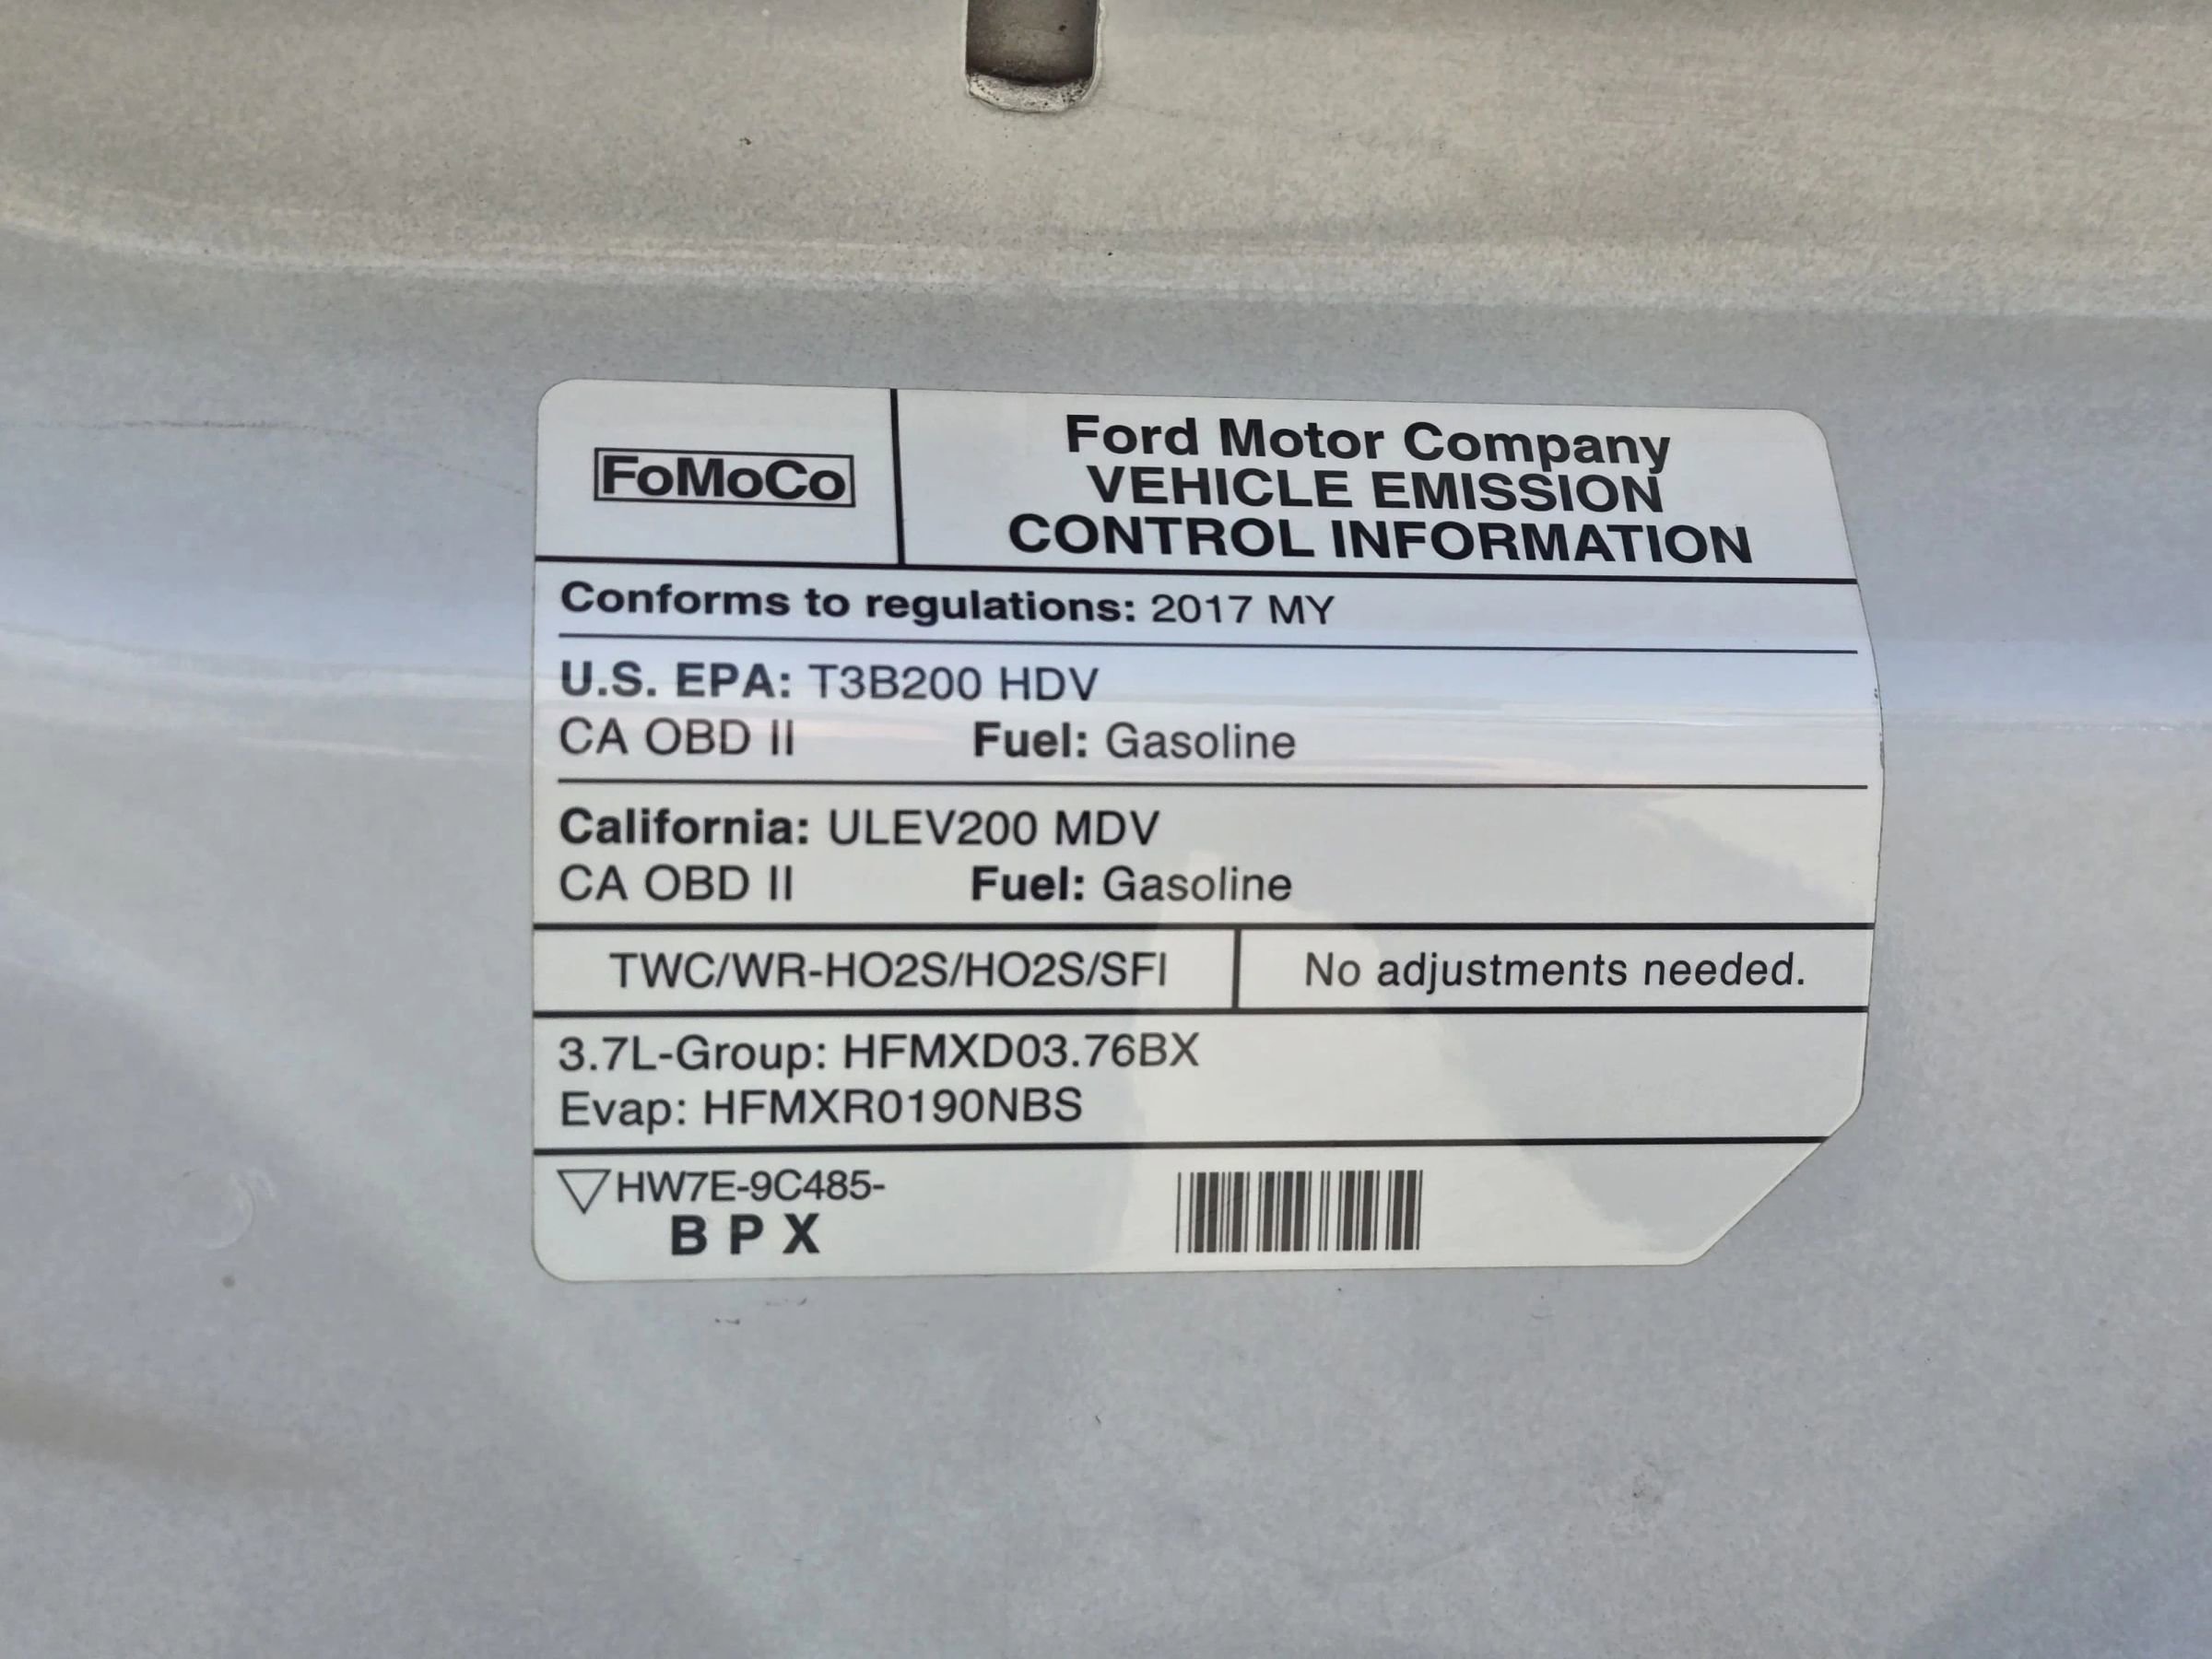 FoMoCo
Ford Motor Company
VEHICLE EMISSION
CONTROL INFORMATION
Conforms to regulations: 2017 MY
U.S. EPA: T3B200 HDV
CA OBD II Fuel: Gasoline
California: ULEV200 MDV
CA OBD II Fuel: Gasoline
TWC/WR-HO2S/HO2S/SFI
No adjustments needed.
3.7L-Group: HFMXD03.76BX
Evap: HFMXR0190NBS
HW7E-9C485-
B P X